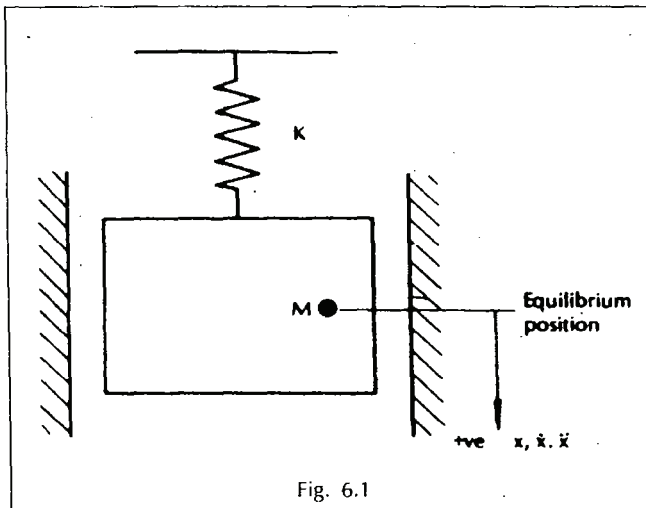 K
M
Equilibrium
position
+ve x, ẋ. ẍ
Fig. 6.1